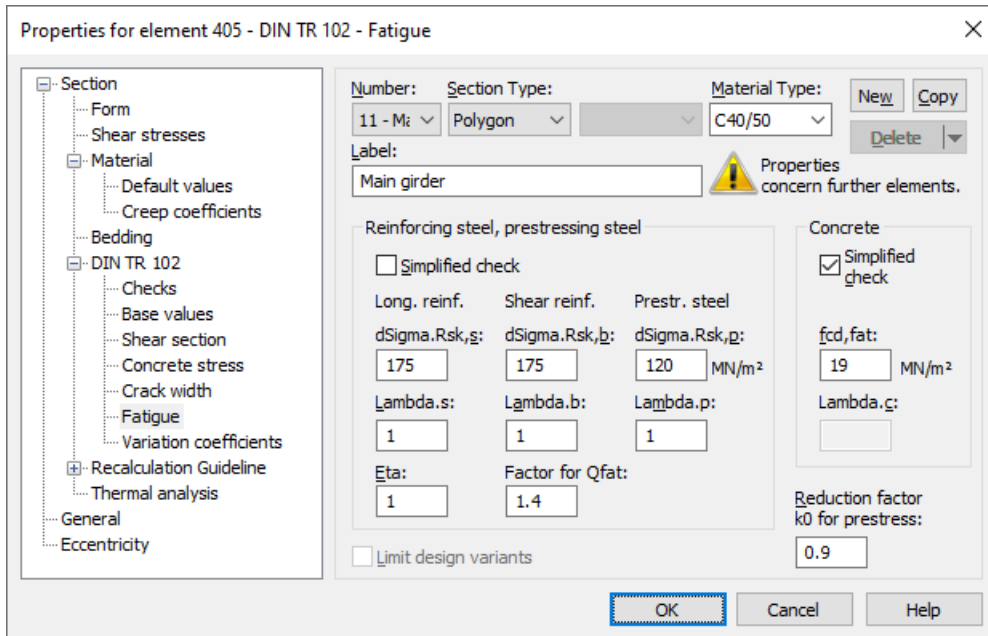 Properties for element 405 - DIN TR 102 - Fatigue
Section
Form
Shear stresses
Material
Default values
Creep coefficients
Bedding
DIN TR 102
Checks
Base values
Shear section
Concrete stress
Crack width
Fatigue
Variation coefficients
Recalculation Guideline
Thermal analysis
General
Eccentricity
Number: Section Type: Material Type:
11 - Ma Polygon C40/50
New Copy
Delete
Label:
Main girder
Properties
concern further elements.
Reinforcing steel, prestressing steel
Simplified check
Long. reinf. Shear reinf. Prestr. steel
dSigma.Rsk,s: dSigma.Rsk,b: dSigma.Rsk,p:
175 175 120 MN/m²
Lambda.s: Lambda.b: Lambda.p:
1 1 1
Eta: Factor for Qfat:
1 1.4
Concrete
Simplified
check
fcd,fat:
19 MN/m²
Lambda.c:
Reduction factor
k0 for prestress:
0.9
Limit design variants
OK Cancel Help